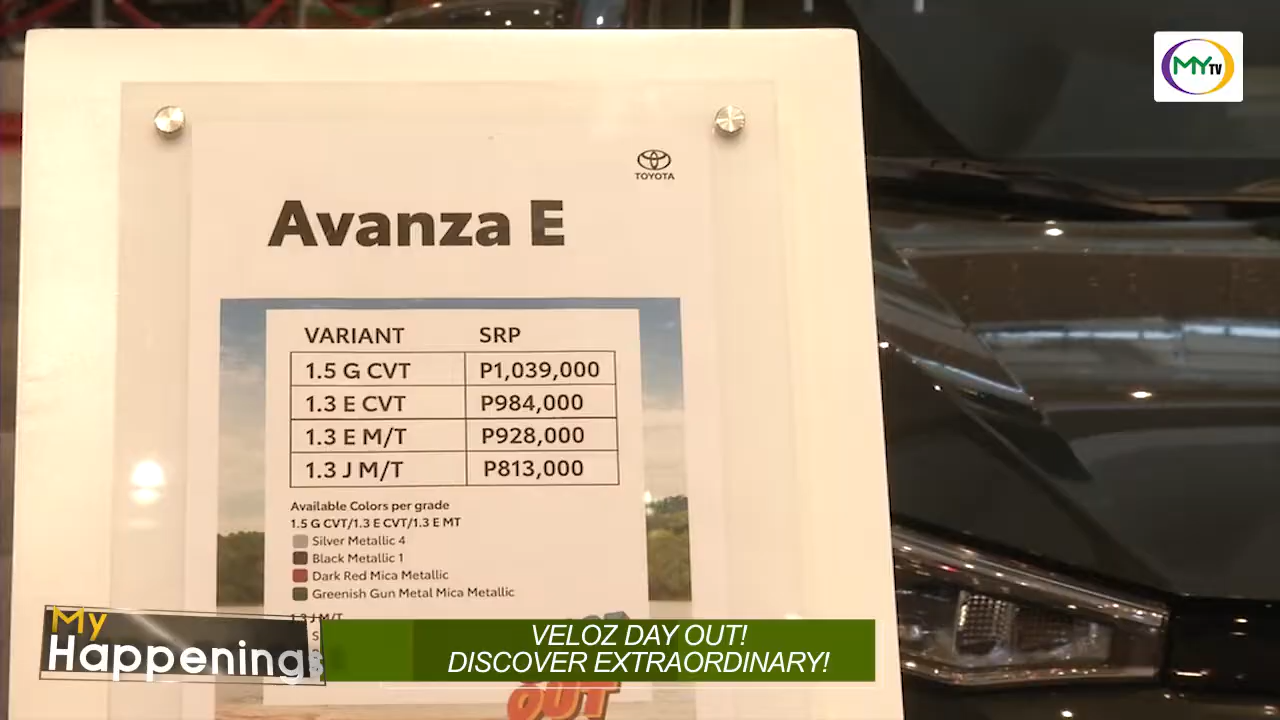 MY TV
TOYOTA
Avanza E
VARIANT SRP
1.5 G CVT P1,039,000
1.3 E CVT P984,000
1.3 E M/T P928,000
1.3 J M/T P813,000
Available Colors per grade
1.5 G CVT/1.3 E CVT/1.3 E MT
Silver Metallic 4
Black Metallic 1
Dark Red Mica Metallic
Greenish Gun Metal Mica Metallic
1.3 J M/T
My
Happenings
VELOZ DAY OUT!
DISCOVER EXTRAORDINARY!
OUT